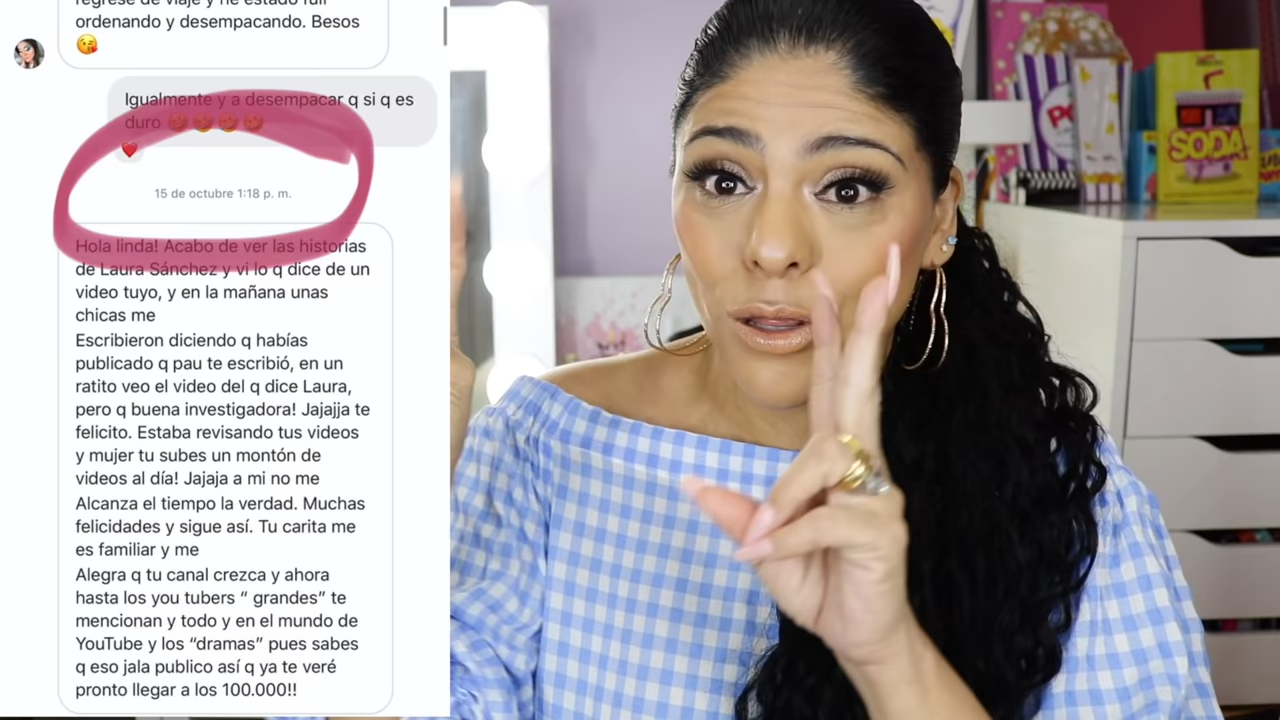 regrese de viaje y he estado full
ordenando y desempacando. Besos
😘
Igualmente y a desempacar q si q es
duro
❤️
15 de octubre 1:18 p. m.
Hola linda! Acabo de ver las historias
de Laura Sánchez y vi lo q dice de un
video tuyo, y en la mañana unas
chicas me
Escribieron diciendo q habías
publicado q pau te escribió, en un
ratito veo el video del q dice Laura,
pero q buena investigadora! Jajajja te
felicito. Estaba revisando tus videos
y mujer tu subes un montón de
videos al día! Jajaja a mi no me
Alcanza el tiempo la verdad. Muchas
felicidades y sigue así. Tu carita me
es familiar y me
Alegra q tu canal crezca y ahora
hasta los you tubers “ grandes” te
mencionan y todo y en el mundo de
YouTube y los “dramas” pues sabes
q eso jala publico así q ya te veré
pronto llegar a los 100.000!!
SODA